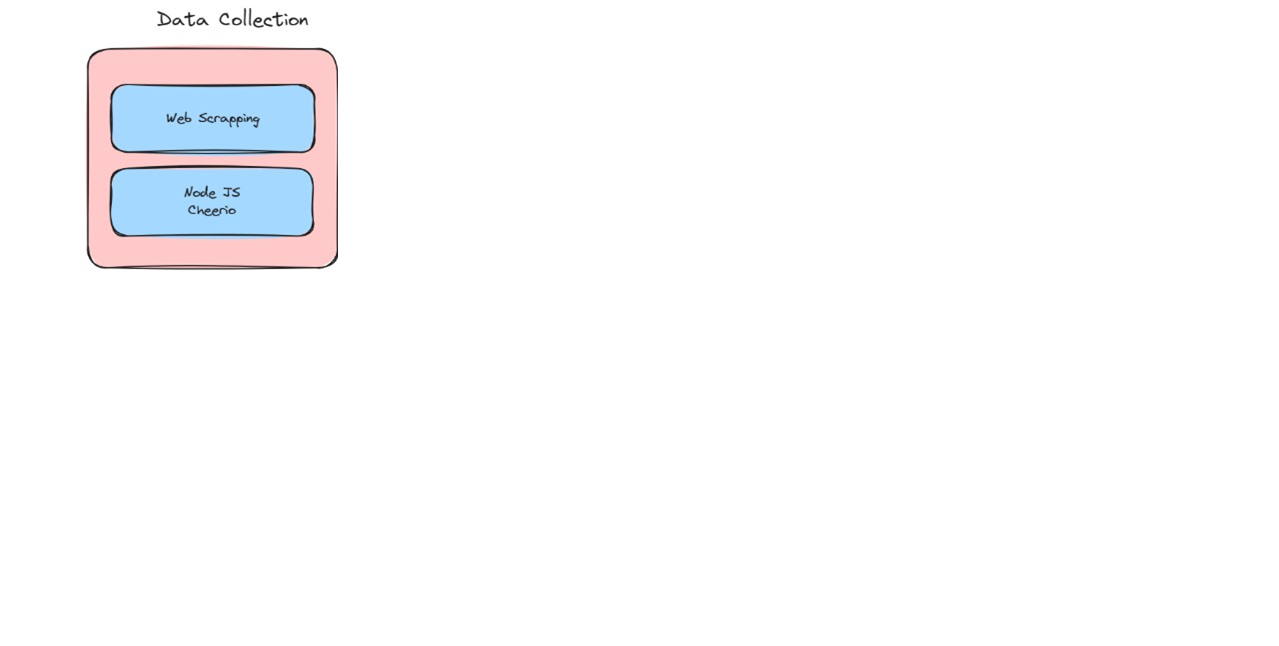 Data Collection
Web Scrapping
Node JS
Cheerio